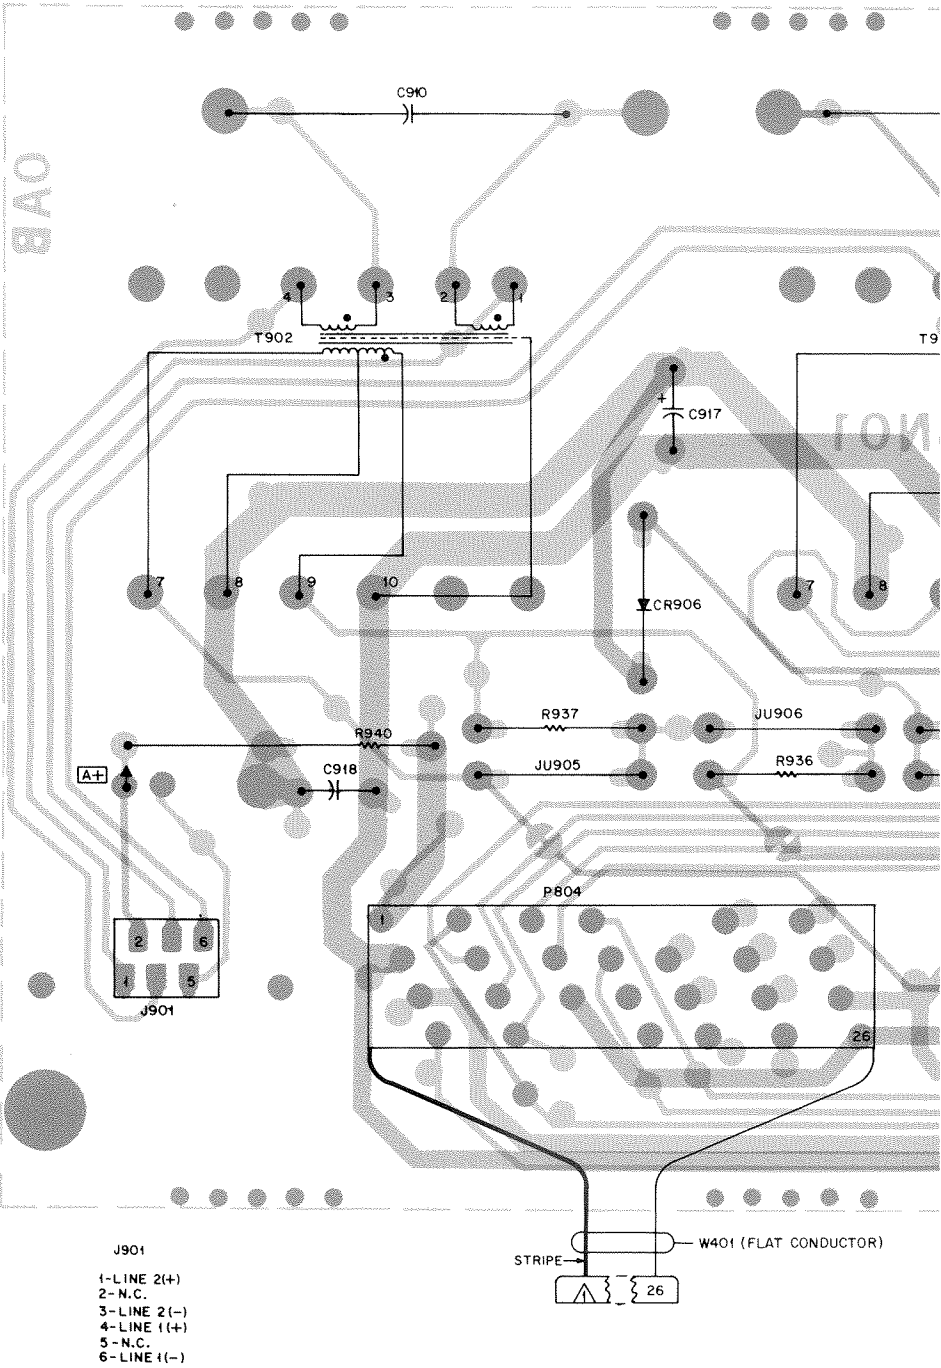 C910
BAO
4
3
2
1
T902
T9
+
C917
10N
7
8
9
10
7
8
CR906
R937
JU906
R940
A+
C918
JU905
R936
P804
1
2
6
1
5
J901
26
W401 (FLAT CONDUCTOR)
STRIPE
1
26
J901
1-LINE 2(+)
2-N.C.
3-LINE 2(-)
4-LINE 1(+)
5-N.C.
6-LINE 1(-)